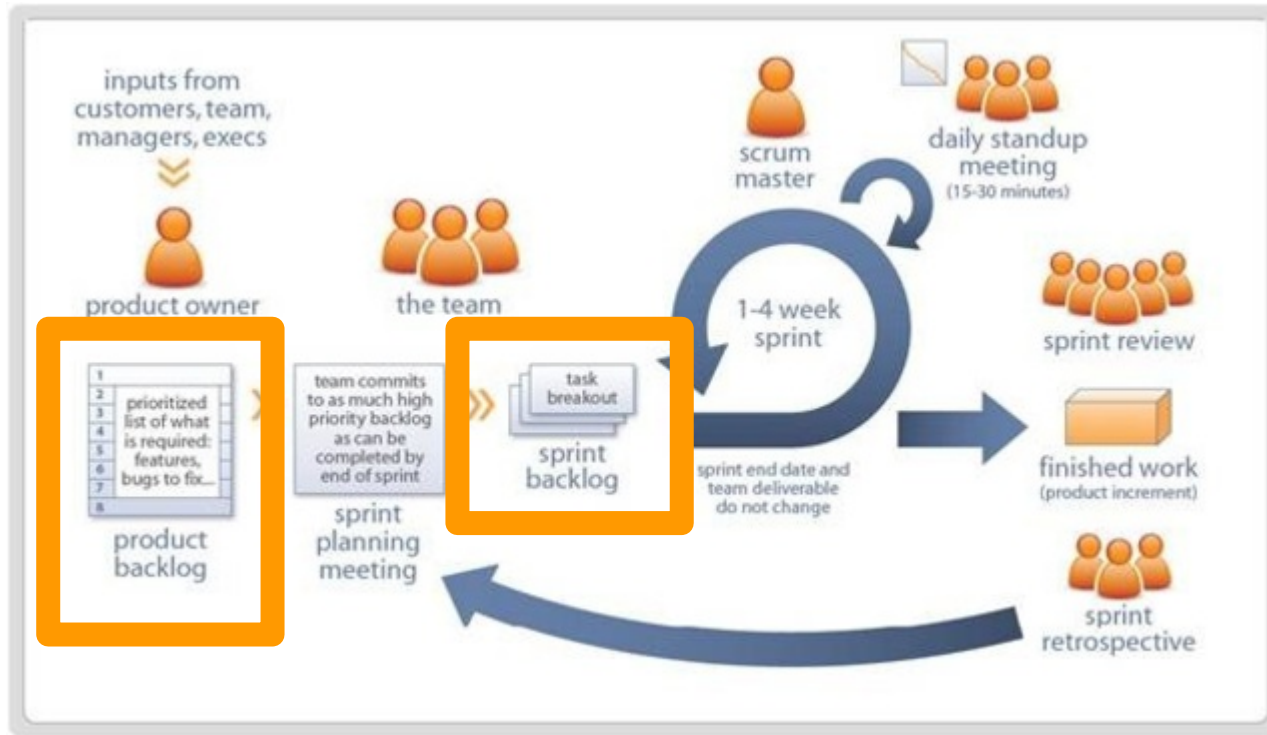 inputs from
customers, team,
managers, execs
product owner
1
2
3
4
5
6
7
8
prioritized
list of what
is required:
features,
bugs to fix...
product
backlog
the team
team commits
to as much high
priority backlog
as can be
completed by
end of sprint
sprint
planning
meeting
task
breakout
sprint
backlog
scrum
master
daily standup
meeting
(15-30 minutes)
1-4 week
sprint
sprint end date and
team deliverable
do not change
sprint review
finished work
(product increment)
sprint
retrospective